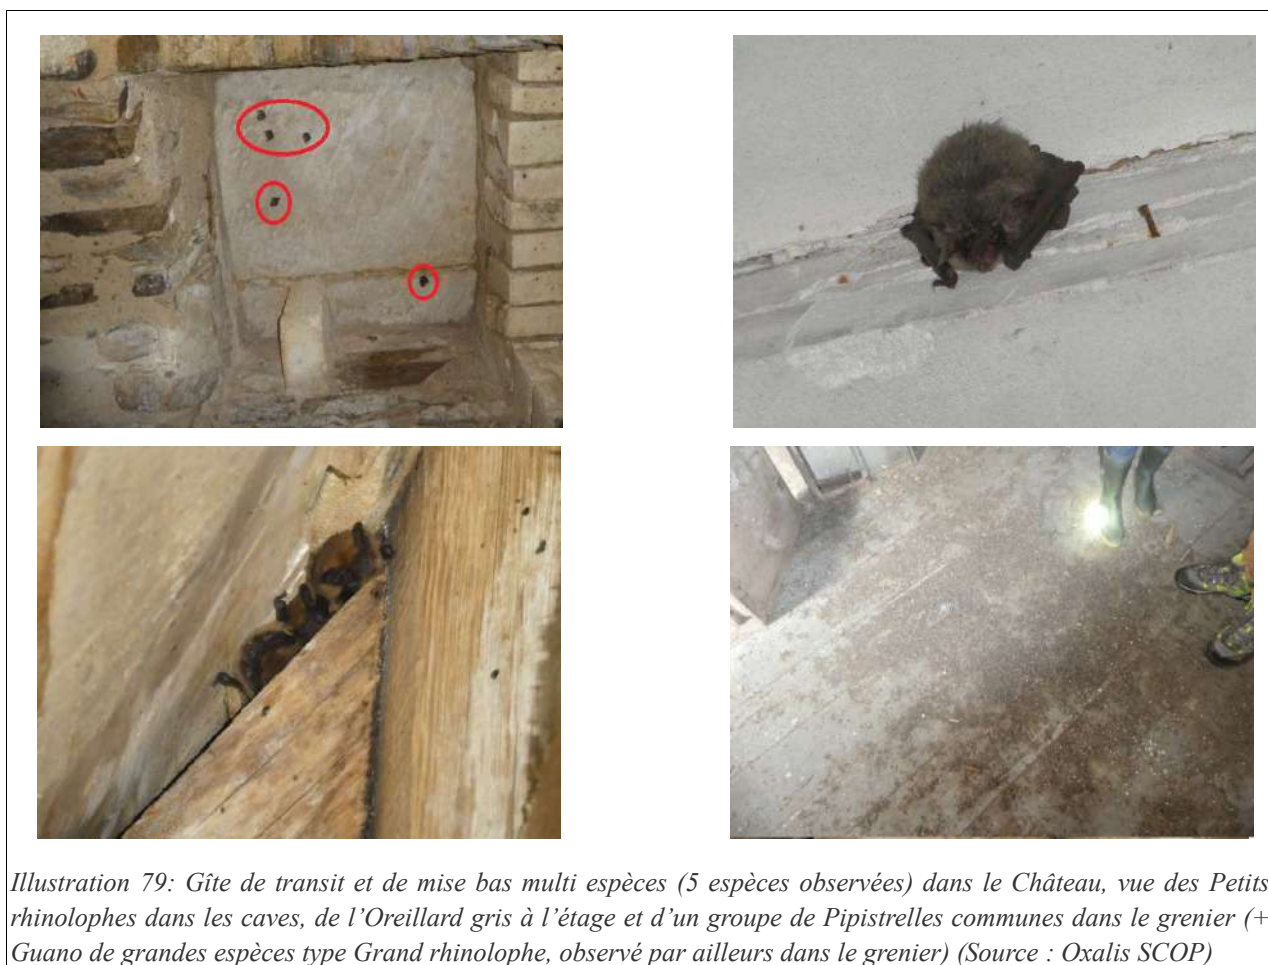 Illustration 79: Gîte de transit et de mise bas multi espèces (5 espèces observées) dans le Château, vue des Petits
rhinolophes dans les caves, de l’Oreillard gris à l’étage et d’un groupe de Pipistrelles communes dans le grenier (+
Guano de grandes espèces type Grand rhinolophe, observé par ailleurs dans le grenier) (Source : Oxalis SCOP)